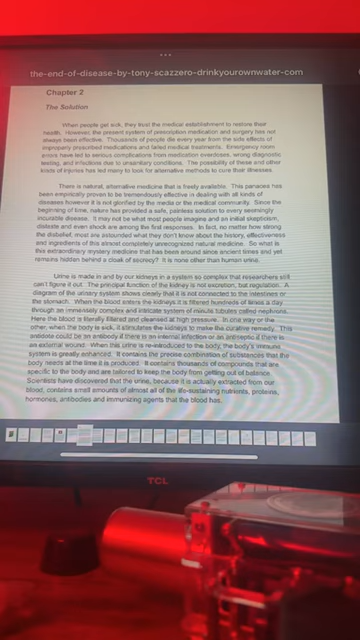 the-end-of-disease-by-tony-scazzero-drinkyourownwater-com
Chapter 2
The Solution
When people get sick, they trust the medical establishment to restore their
health. However, the present system of prescription medication and surgery has not
always been effective. Thousands of people die every year from the side effects of
improperly prescribed medications and failed medical treatments. Emergency room
errors have led to serious complications from medication overdoses, wrong diagnostic
testing, and infections due to unsanitary conditions. The possibility of these and other
kinds of injuries has led many to look for alternative methods to cure their illnesses.
There is natural, alternative medicine that is freely available. This panacea has
been empirically proven to be tremendously effective in dealing with all kinds of
diseases however it is not glorified by the media or the medical community. Since the
beginning of time, nature has provided a safe, painless solution to every seemingly
incurable disease. It may not be what most people imagine and an initial skepticism,
distaste and even shock are among the first responses. In fact, no matter how strong
the disbelief, most are astounded what they don't know about the history, effectiveness
and ingredients of this almost completely unrecognized natural medicine. So what is
this extraordinary mystery medicine that has been around since ancient times and yet
remains hidden behind a cloak of secrecy? It is none other than human urine.
Urine is made in and by our kidneys in a system so complex that researchers still
can't figure it out. The principal function of the kidney is not excretion, but regulation. A
diagram of the urinary system shows clearly that it is not connected to the intestines or
the stomach. When the blood enters the kidneys it is filtered hundreds of times a day
through an immensely complex and intricate system of minute tubules called nephrons.
Here the blood is literally filtered and cleansed at high pressure. In one way or the
other, when the body is sick, it stimulates the kidneys to make the curative remedy. This
antidote could be an antibody if there is an internal infection or an antiseptic if there is
an external wound. When this urine is re-introduced to the body, the body's immune
system is greatly enhanced. It contains the precise combination of substances that the
body needs at the time it is produced. It contains thousands of compounds that are
specific to the body and are tailored to keep the body from getting out of balance.
Scientists have discovered that the urine, because it is actually extracted from our
blood, contains small amounts of almost all of the life-sustaining nutrients, proteins,
hormones, antibodies and immunizing agents that the blood has.
TCL